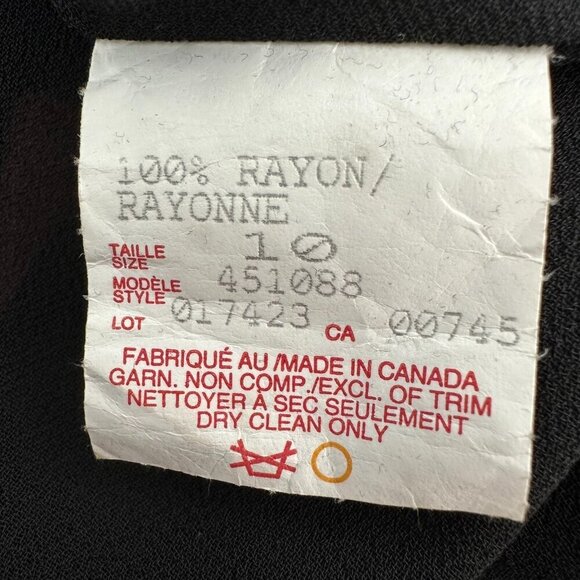 100% RAYON/
RAYONNE
TAILLE
SIZE 10
MODÈLE
STYLE 451088
LOT 017423 CA 00745
FABRIQUÉ AU /MADE IN CANADA
GARN. NON COMP./EXCL. OF TRIM
NETTOYER À SEC SEULEMENT
DRY CLEAN ONLY